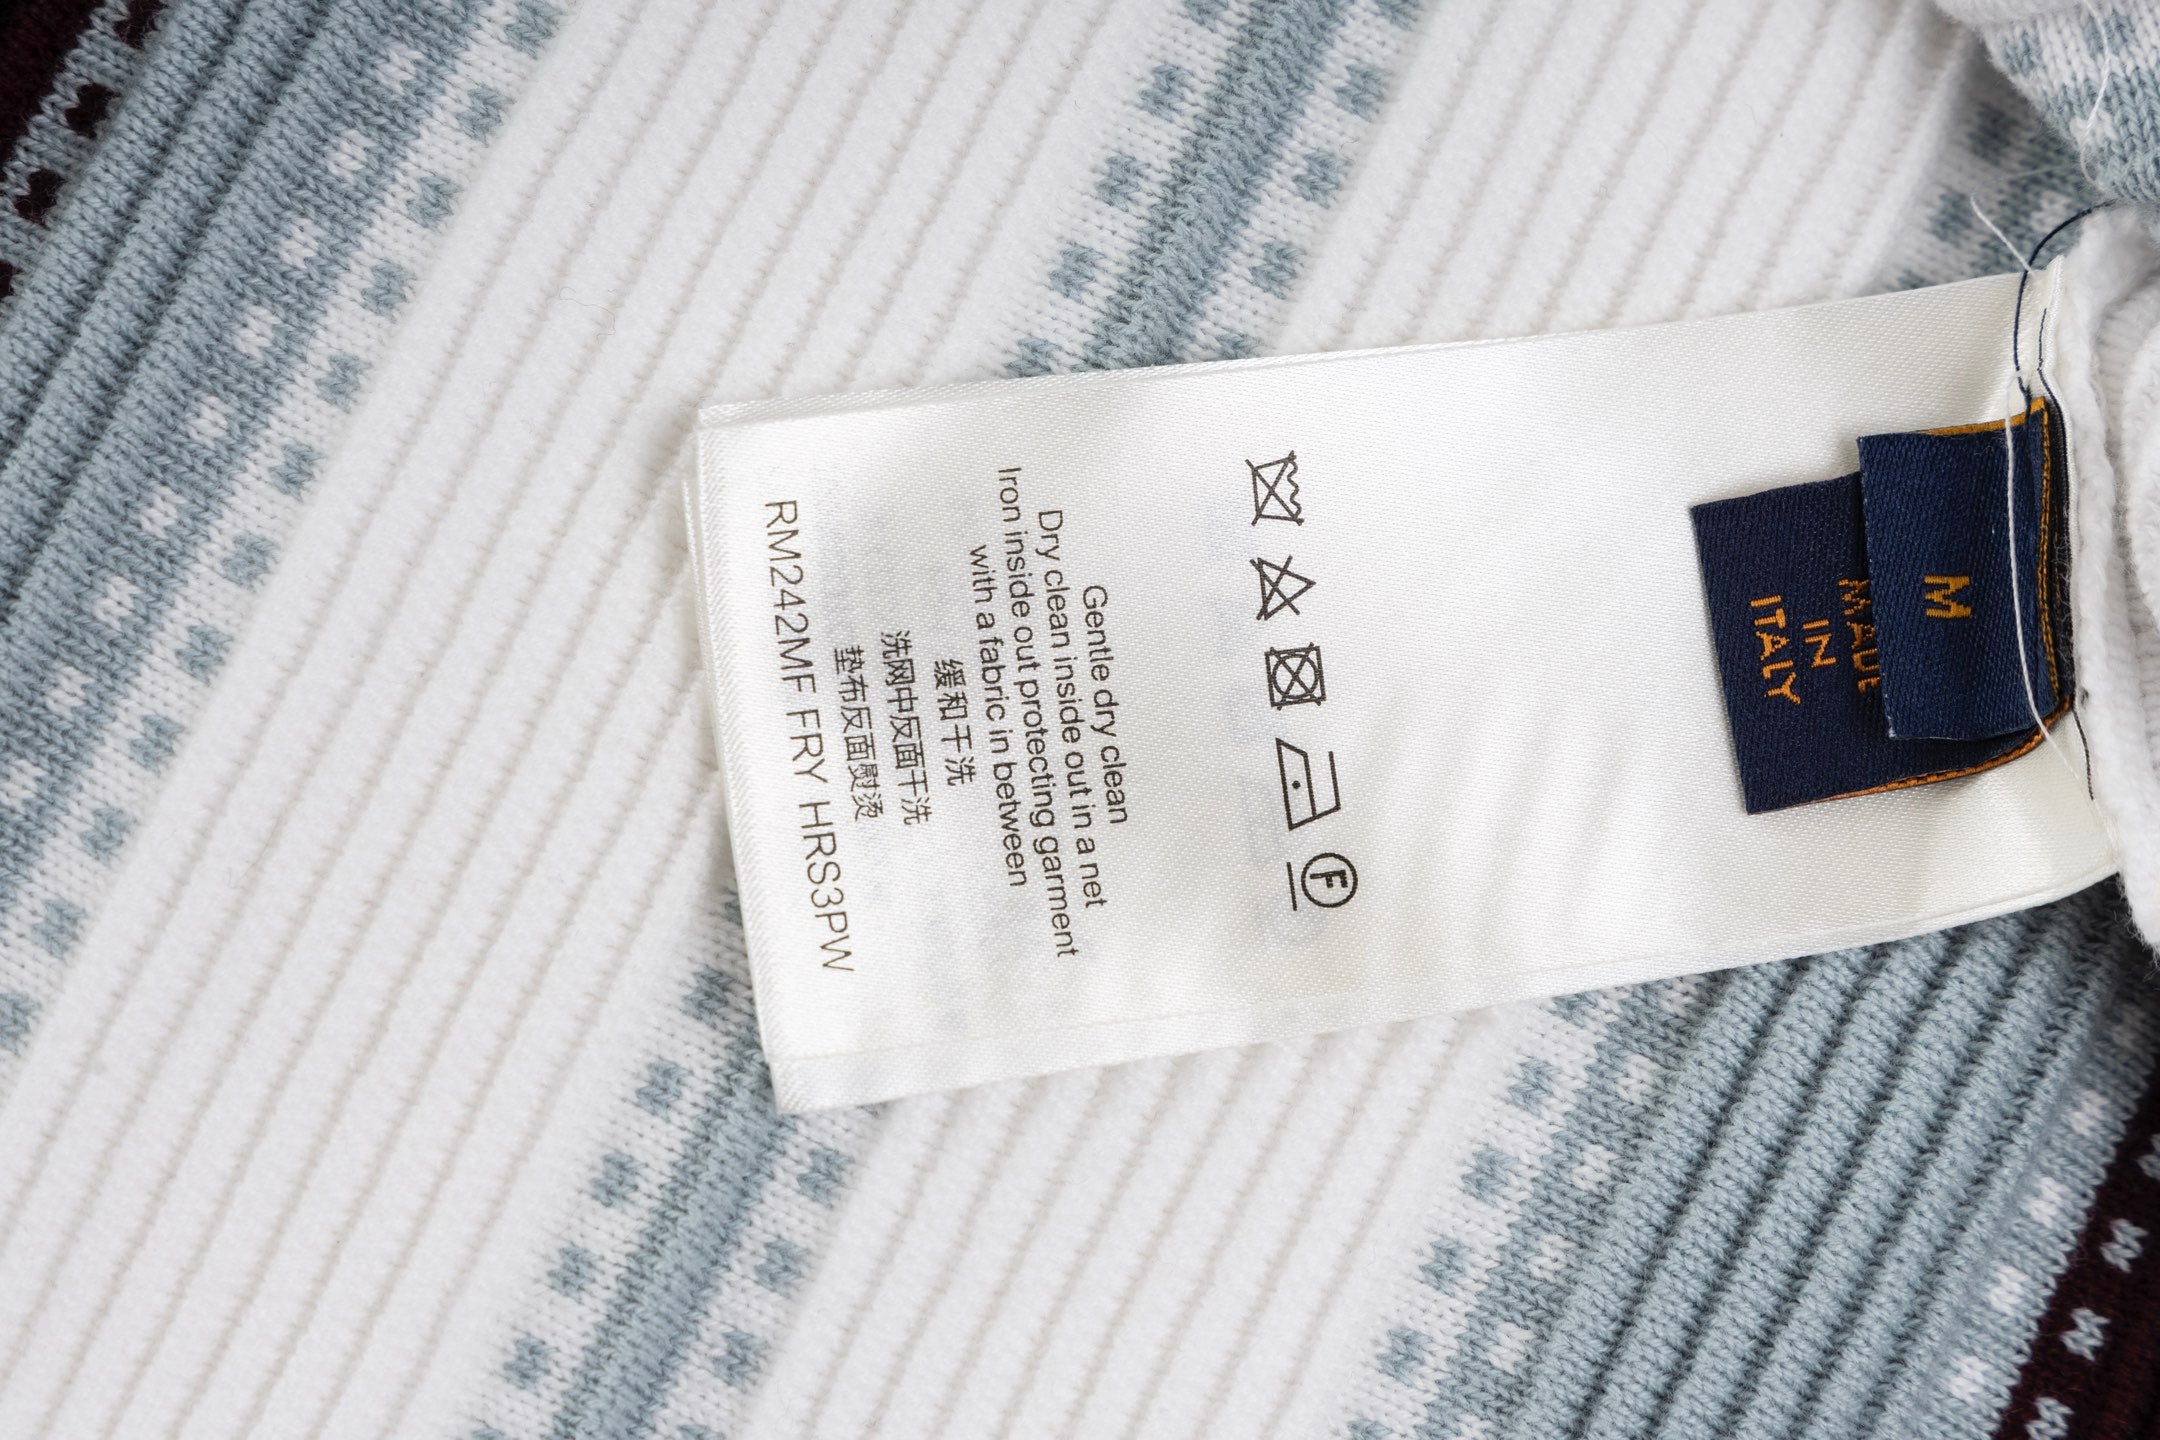 M
MADE
IN
ITALY
F
Gentle dry clean
Dry clean inside out in a net
Iron inside out protecting garment
with a fabric in between
缓和干洗
洗网中反面干洗
垫布反面熨烫
RM242MF FRY HRS3PW